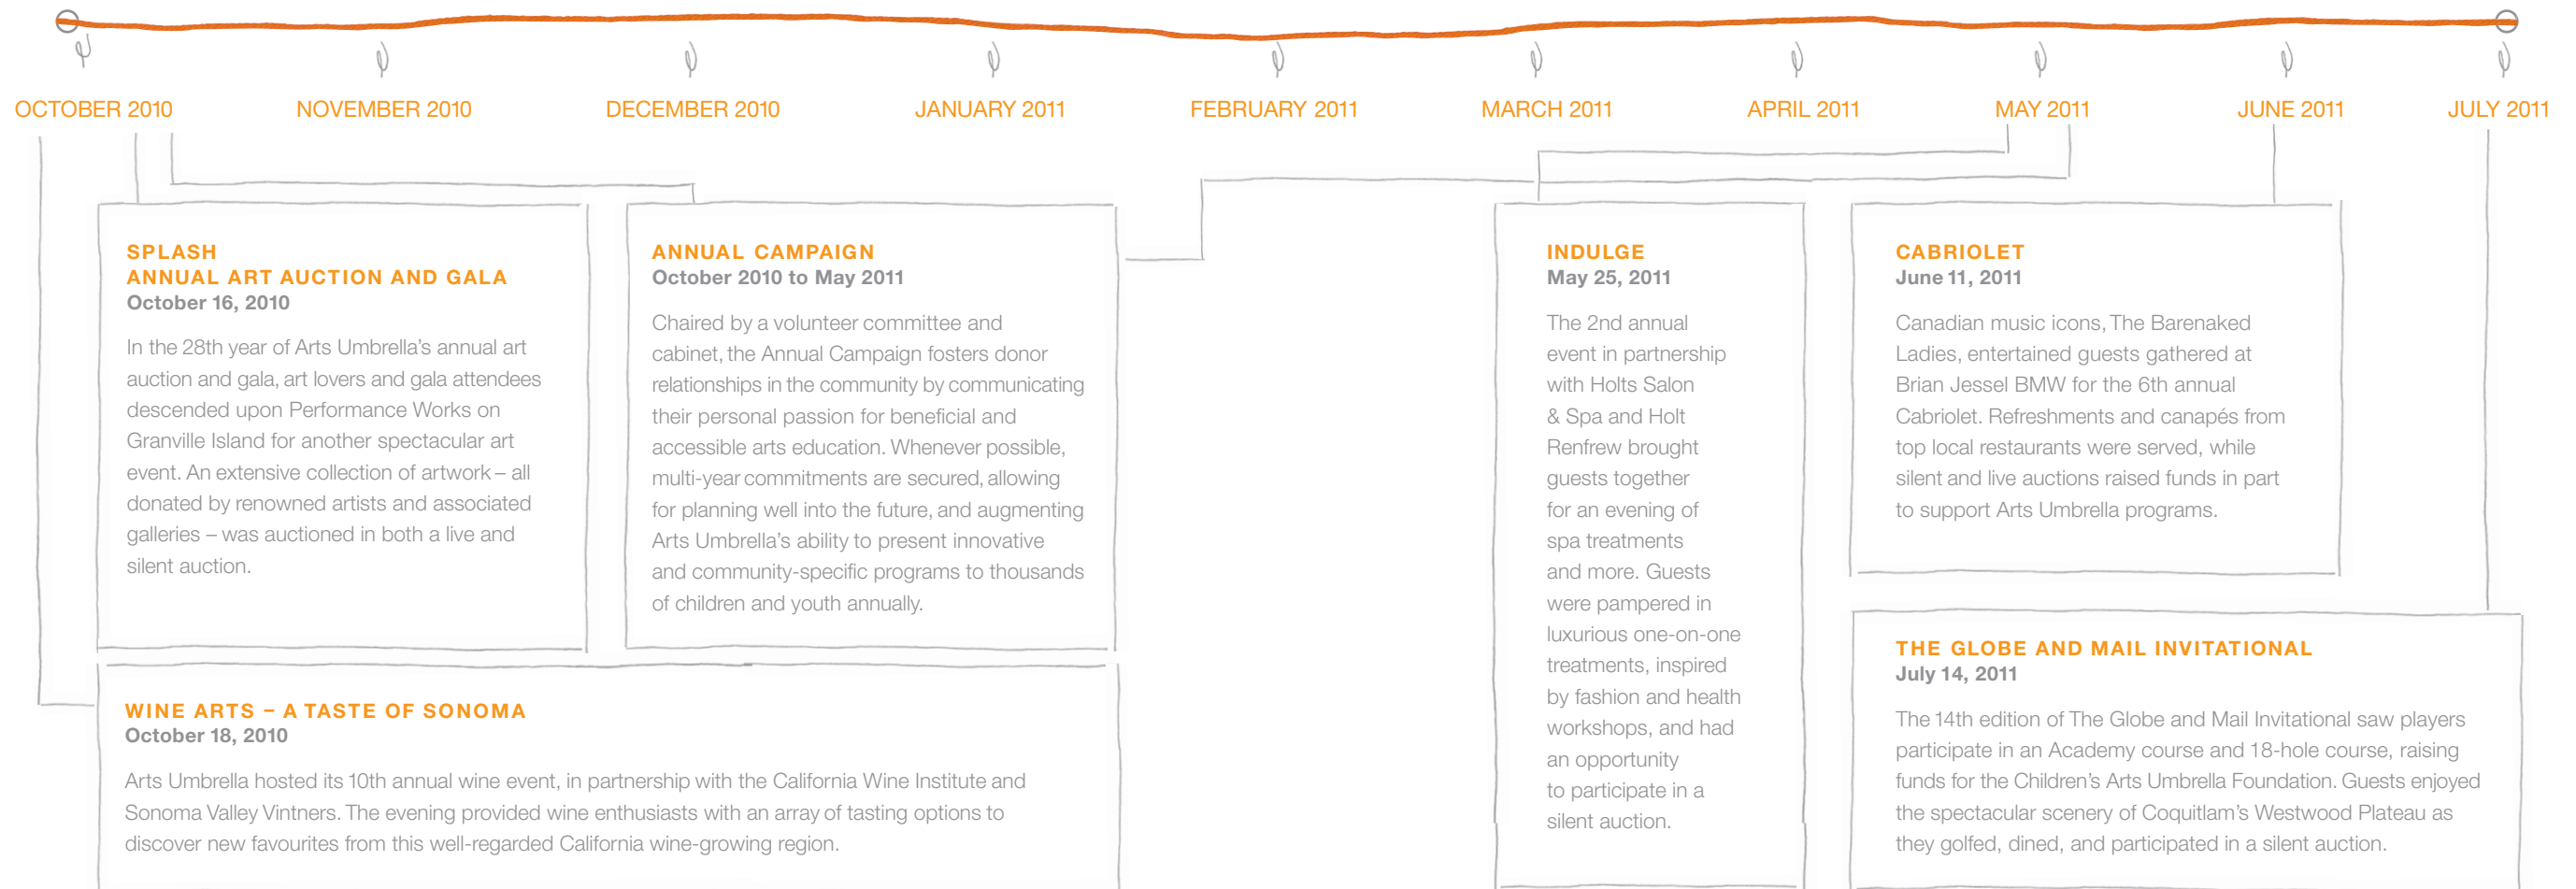 OCTOBER 2010
NOVEMBER 2010
DECEMBER 2010
JANUARY 2011
FEBRUARY 2011
MARCH 2011
APRIL 2011
MAY 2011
JUNE 2011
JULY 2011
SPLASH
ANNUAL ART AUCTION AND GALA
October 16, 2010
In the 28th year of Arts Umbrella’s annual art
auction and gala, art lovers and gala attendees
descended upon Performance Works on
Granville Island for another spectacular art
event. An extensive collection of artwork – all
donated by renowned artists and associated
galleries – was auctioned in both a live and
silent auction.
ANNUAL CAMPAIGN
October 2010 to May 2011
Chaired by a volunteer committee and
cabinet, the Annual Campaign fosters donor
relationships in the community by communicating
their personal passion for beneficial and
accessible arts education. Whenever possible,
multi-year commitments are secured, allowing
for planning well into the future, and augmenting
Arts Umbrella’s ability to present innovative
and community-specific programs to thousands
of children and youth annually.
WINE ARTS – A TASTE OF SONOMA
October 18, 2010
Arts Umbrella hosted its 10th annual wine event, in partnership with the California Wine Institute and
Sonoma Valley Vintners. The evening provided wine enthusiasts with an array of tasting options to
discover new favourites from this well-regarded California wine-growing region.
INDULGE
May 25, 2011
The 2nd annual
event in partnership
with Holts Salon
& Spa and Holt
Renfrew brought
guests together
for an evening of
spa treatments
and more. Guests
were pampered in
luxurious one-on-one
treatments, inspired
by fashion and health
workshops, and had
an opportunity
to participate in a
silent auction.
CABRIOLET
June 11, 2011
Canadian music icons, The Barenaked
Ladies, entertained guests gathered at
Brian Jessel BMW for the 6th annual
Cabriolet. Refreshments and canapés from
top local restaurants were served, while
silent and live auctions raised funds in part
to support Arts Umbrella programs.
THE GLOBE AND MAIL INVITATIONAL
July 14, 2011
The 14th edition of The Globe and Mail Invitational saw players
participate in an Academy course and 18-hole course, raising
funds for the Children’s Arts Umbrella Foundation. Guests enjoyed
the spectacular scenery of Coquitlam’s Westwood Plateau as
they golfed, dined, and participated in a silent auction.